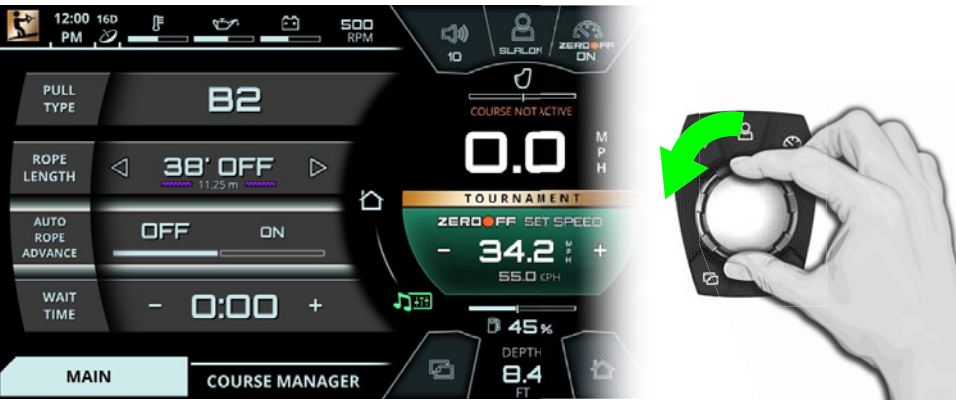 12:00
PM
16D
500
RPM
10
SLALOM
ZEROOFF
ON
PULL
TYPE
B2
COURSE NOT ACTIVE
0.0
MPH
ROPE
LENGTH
38' OFF
11.25 m
TOURNAMENT
AUTO
ROPE
ADVANCE
OFF
ON
ZEROOFF SET SPEED
- 34.2 MPH +
55.0 KPH
WAIT
TIME
- 0:00 +
45%
DEPTH
8.4
FT
MAIN
COURSE MANAGER